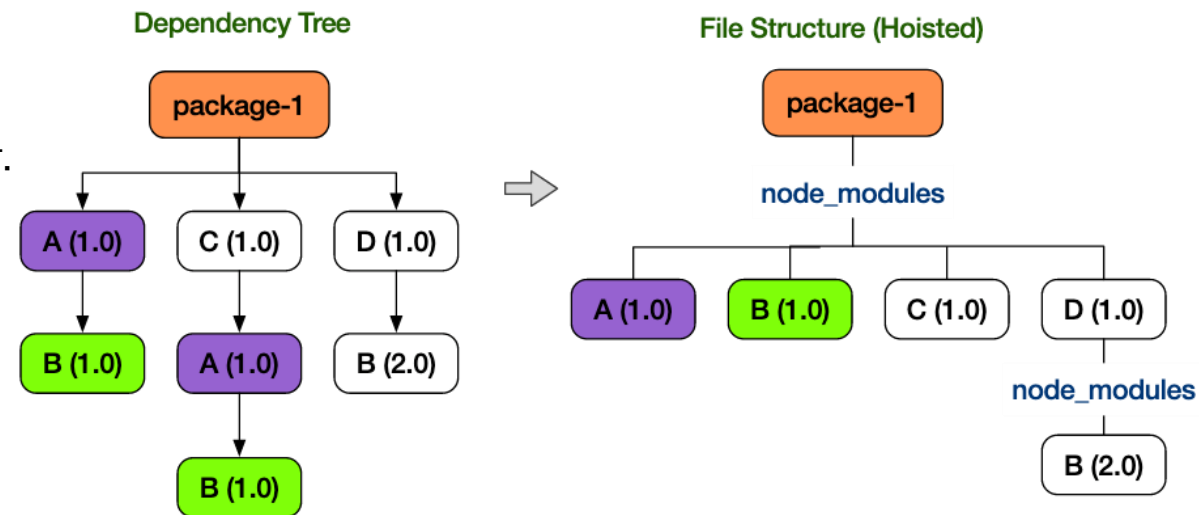 Dependency Tree
package-1
A (1.0)
C (1.0)
D (1.0)
B (1.0)
A (1.0)
B (2.0)
B (1.0)
File Structure (Hoisted)
package-1
node_modules
A (1.0)
B (1.0)
C (1.0)
D (1.0)
node_modules
B (2.0)